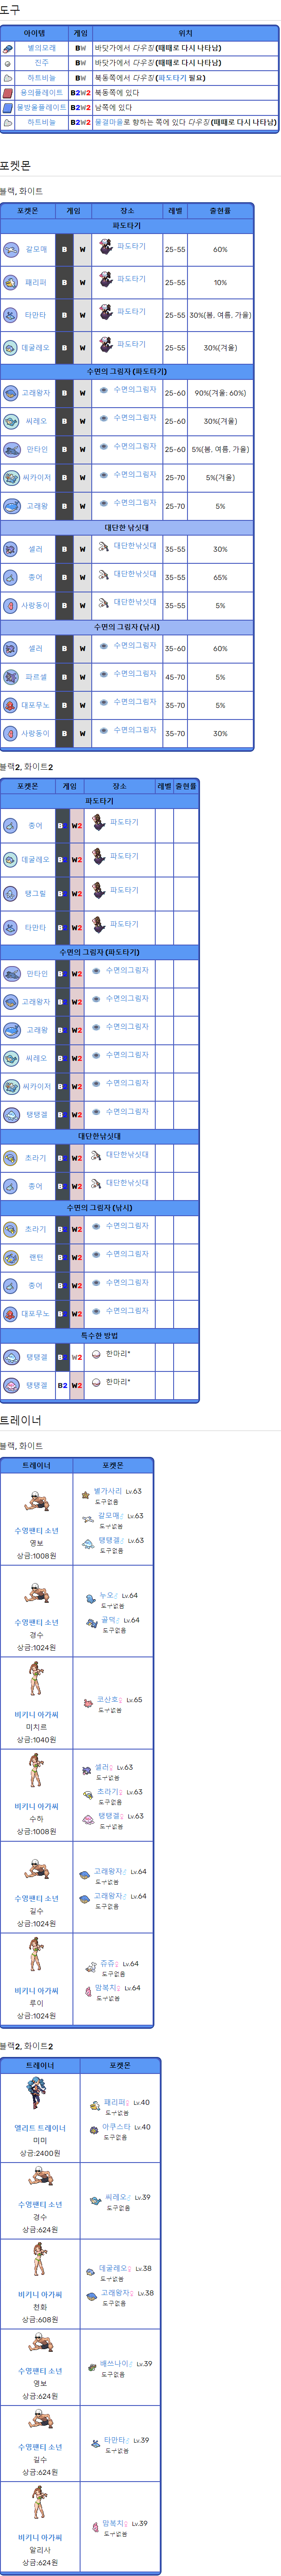 도구
아이템 게임 위치
별의모래 BW 바닷가에서 다우징 (때때로 다시 나타남)
진주 BW 바닷가에서 다우징 (때때로 다시 나타남)
하트비늘 BW 북동쪽에서 다우징 (파도타기 필요)
용의플레이트 B2W2 북동쪽에 있다
물방울플레이트 B2W2 남쪽에 있다
하트비늘 B2W2 물결마을로 향하는 쪽에 있다 다우징 (때때로 다시 나타남)
포켓몬
블랙, 화이트
포켓몬 게임 장소 레벨 출현률
파도타기
갈모매 B W 파도타기 25-55 60%
패리퍼 B W 파도타기 25-55 10%
타만타 B W 파도타기 25-55 30%(봄, 여름, 가을)
데굴레오 B W 파도타기 25-55 30%(겨울)
수면의 그림자 (파도타기)
고래왕자 B W 수면의그림자 25-60 90%(겨울: 60%)
씨레오 B W 수면의그림자 25-60 30%(겨울)
만타인 B W 수면의그림자 25-60 5%(봄, 여름, 가을)
씨카이저 B W 수면의그림자 25-70 5%(겨울)
고래왕 B W 수면의그림자 25-70 5%
대단한 낚싯대
셀러 B W 대단한낚싯대 35-55 30%
총어 B W 대단한낚싯대 35-55 65%
사랑동이 B W 대단한낚싯대 35-55 5%
수면의 그림자 (낚시)
셀러 B W 수면의그림자 35-60 60%
파르셀 B W 수면의그림자 45-70 5%
대포무노 B W 수면의그림자 35-70 5%
사랑동이 B W 수면의그림자 35-70 30%
블랙2, 화이트2
포켓몬 게임 장소 레벨 출현률
파도타기
총어 B2 W2 파도타기
데굴레오 B2 W2 파도타기
탱그릴 B2 W2 파도타기
타만타 B2 W2 파도타기
수면의 그림자 (파도타기)
만타인 B2 W2 수면의그림자
고래왕자 B2 W2 수면의그림자
고래왕 B2 W2 수면의그림자
씨레오 B2 W2 수면의그림자
씨카이저 B2 W2 수면의그림자
탱탱겔 B2 W2 수면의그림자
대단한낚싯대
초라기 B2 W2 대단한낚싯대
총어 B2 W2 대단한낚싯대
수면의 그림자 (낚시)
초라기 B2 W2 수면의그림자
랜턴 B2 W2 수면의그림자
총어 B2 W2 수면의그림자
대포무노 B2 W2 수면의그림자
특수한 방법
탱탱겔 B2 W2 한마리*
탱탱겔 B2 W2 한마리*
트레이너
블랙, 화이트
트레이너 포켓몬
별가사리 Lv.63
도구없음
갈모매♂ Lv.63
도구없음
탱탱겔♂ Lv.63
도구없음
수영팬티 소년
영보
상금:1008원
누오♂ Lv.64
도구없음
골덕♂ Lv.64
도구없음
수영팬티 소년
경수
상금:1024원
코산호♀ Lv.65
도구없음
비키니 아가씨
미치르
상금:1040원
셀러♀ Lv.63
도구없음
초라기♀ Lv.63
도구없음
탱탱겔♀ Lv.63
도구없음
비키니 아가씨
수하
상금:1008원
고래왕자♂ Lv.64
도구없음
고래왕자♂ Lv.64
도구없음
수영팬티 소년
길수
상금:1024원
쥬쥬♀ Lv.64
도구없음
맘복치♀ Lv.64
도구없음
비키니 아가씨
루이
상금:1024원
블랙2, 화이트2
트레이너 포켓몬
패리퍼♀ Lv.40
도구없음
아쿠스타 Lv.40
도구없음
엘리트 트레이너
미미
상금:2400원
씨레오♂ Lv.39
도구없음
수영팬티 소년
경수
상금:624원
데굴레오♀ Lv.38
도구없음
고래왕자♀ Lv.38
도구없음
비키니 아가씨
천화
상금:608원
배쓰나이♂ Lv.39
도구없음
수영팬티 소년
영보
상금:624원
타만타♂ Lv.39
도구없음
수영팬티 소년
길수
상금:624원
맘복치♀ Lv.39
도구없음
비키니 아가씨
알리사
상금:624원